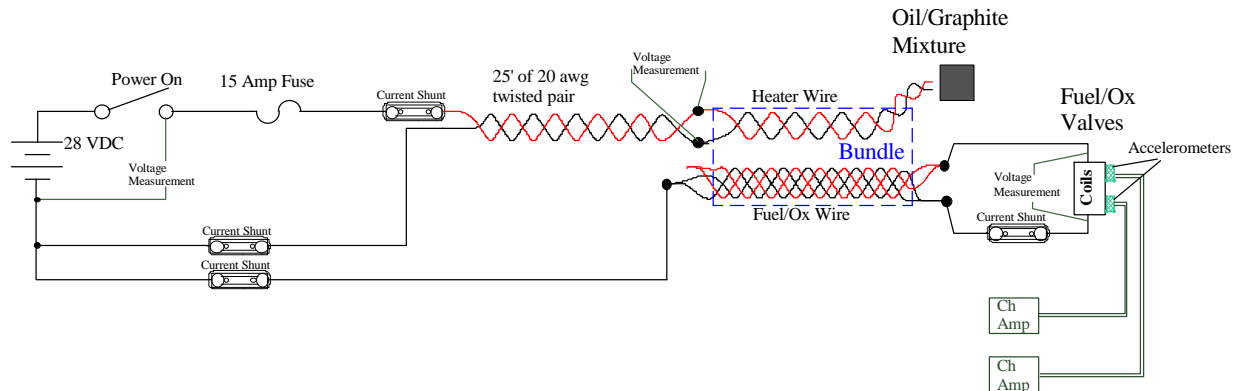 Oil/Graphite
Mixture
Power On
15 Amp Fuse
25' of 20 awg
twisted pair
Voltage
Measurement
Current Shunt
Heater Wire
Fuel/Ox
Valves
28 VDC
Voltage
Measurement
Bundle
Accelerometers
Voltage
Measurement
Coils
Fuel/Ox Wire
Current Shunt
Current Shunt
Current Shunt
Ch
Amp
Ch
Amp